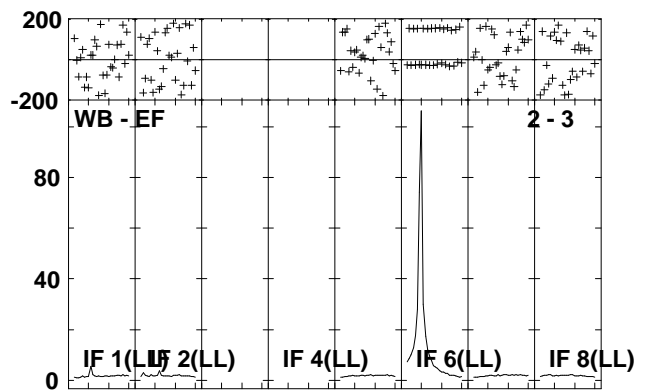 200
-200
WB - EF 2 - 3
80
40
IF 1(LL) IF 2(LL) IF 4(LL) IF 6(LL) IF 8(LL)
0